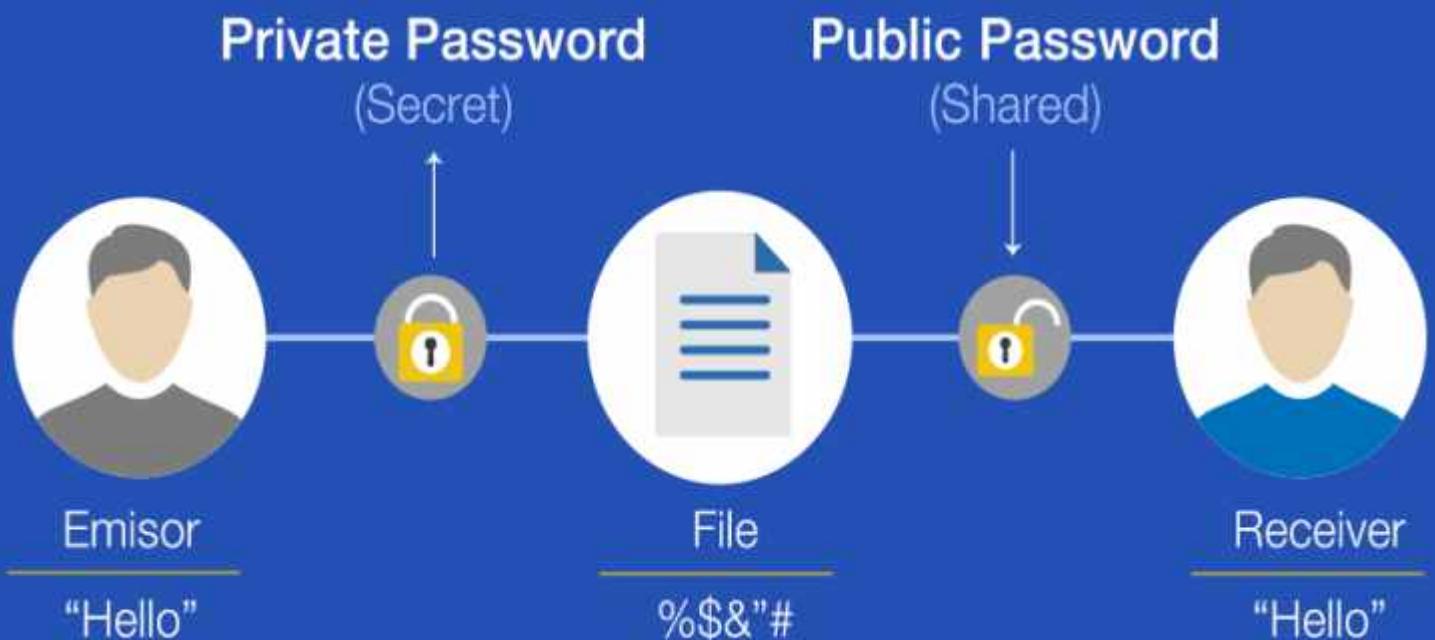 Private Password
(Secret)
Public Password
(Shared)
Emisor
"Hello"
File
%$&"#
Receiver
"Hello"